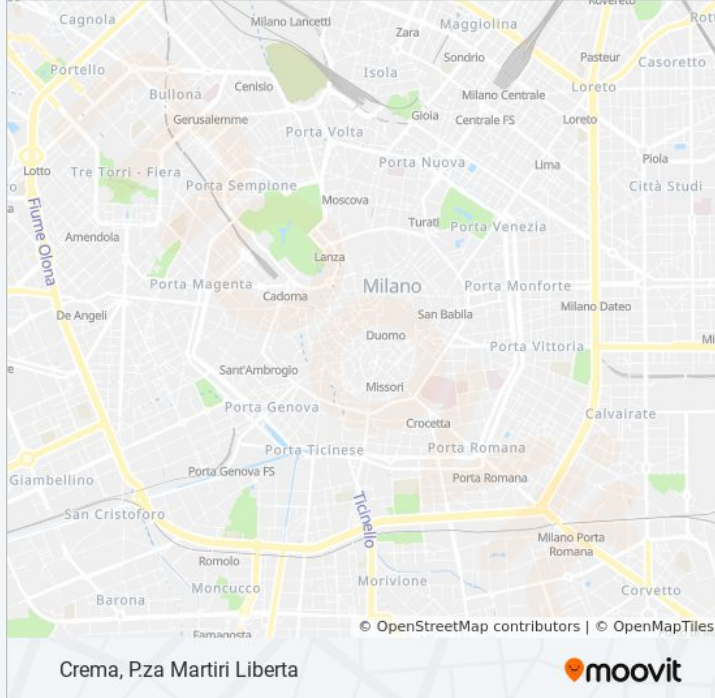 Rovereto
Cagnola
Milano Lancetti
Maggiolina
Zara
Sondrio
Pasteur
Casoretto
Portello
Isola
Bullona
Cenisio
Milano Centrale
Loreto
Gerusalemme
Gioia
Centrale FS
Loreto
Porta Volta
Lotto
Tre Torri - Fiera
Porta Nuova
Lima
Piola
Porta Sempione
Città Studi
Moscova
Fiume Olona
Turati
Porta Venezia
Amendola
Lanza
Porta Magenta
Milano
Porta Monforte
Cadorna
De Angeli
San Babila
Milano Dateo
Duomo
Porta Vittoria
Mi
Sant'Ambrogio
Missori
Porta Genova
Crocetta
Calvairate
Porta Ticinese
Porta Romana
Giambellino
Porta Genova FS
Porta Romana
San Cristoforo
Ticinello
Milano Porta
Romana
Romolo
Moncucco
Morivione
Corvetto
Barona
Famagosta
© OpenStreetMap contributors | © OpenMapTiles
Crema, P.za Martiri Liberta
moovit